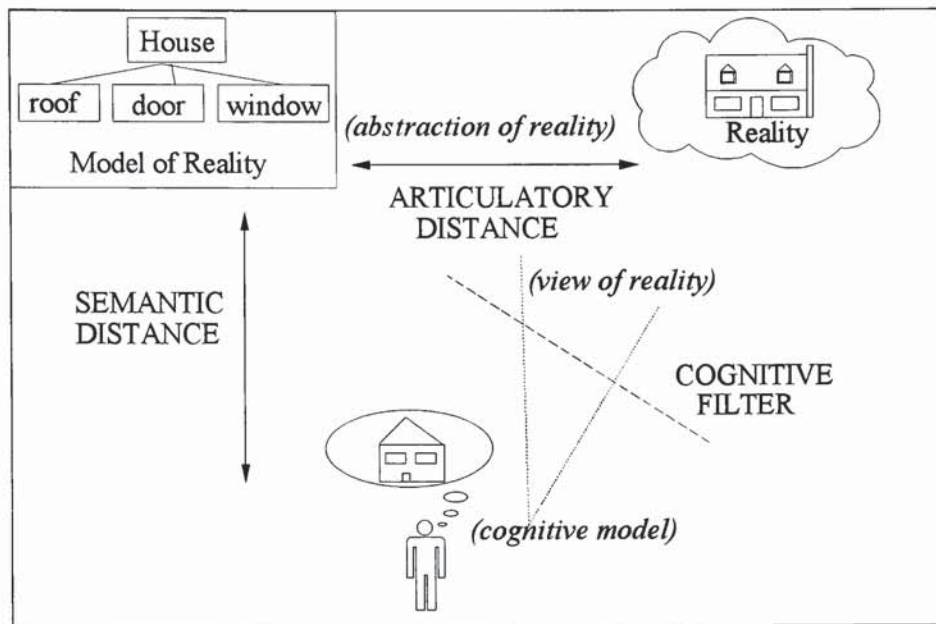 House
roof door window
Model of Reality
(abstraction of reality)
Reality
ARTICULATORY
DISTANCE
(view of reality)
SEMANTIC
DISTANCE
COGNITIVE
FILTER
(cognitive model)